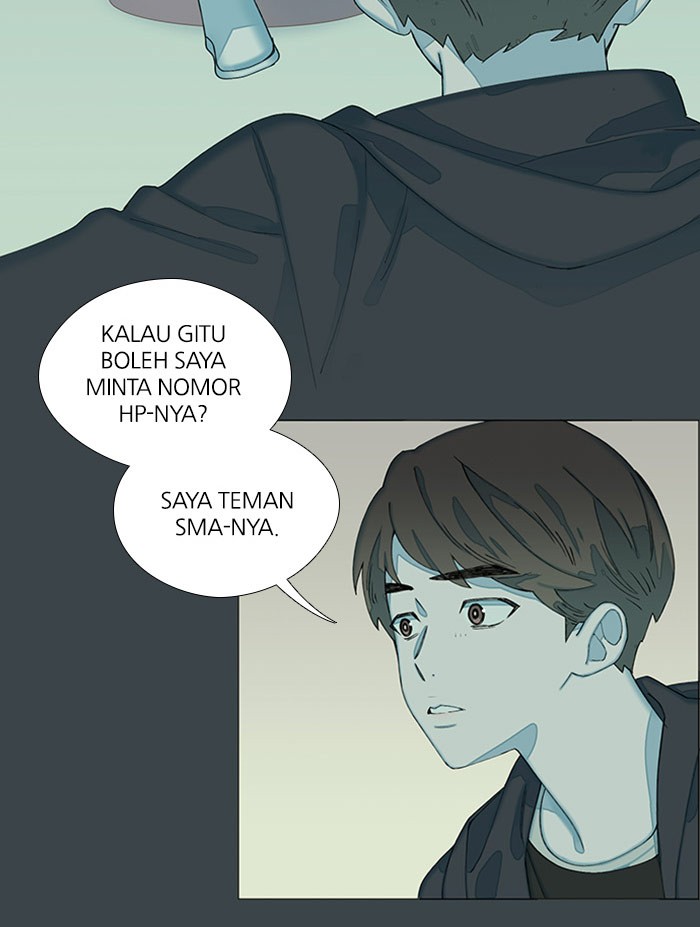 KALAU GITU
BOLEH SAYA
MINTA NOMOR
HP-NYA?
SAYA TEMAN
SMA-NYA.